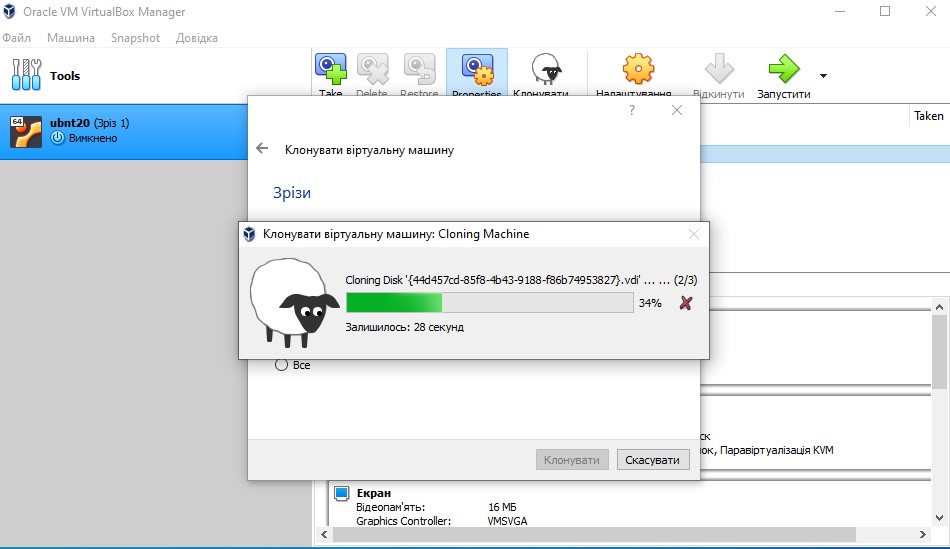 Oracle VM VirtualBox Manager
Файл Машина Snapshot Довідка
Tools
Take Delete Restore Properties Клонувати Налаштування Відкинути Запустити
ubnt20 (Зріз 1)
Вимкнено
Taken
?
Клонувати віртуальну машину
Зрізи
Клонувати віртуальну машину: Cloning Machine
Cloning Disk '{44d457cd-85f8-4b43-9188-f86b74953827}.vdi' ... ... (2/3)
34%
Залишилось: 28 секунд
Все
ск
ок, Паравіртуалізація KVM
Клонувати Скасувати
Екран
Відеопам'ять: 16 МБ
Graphics Controller: VMSVGA